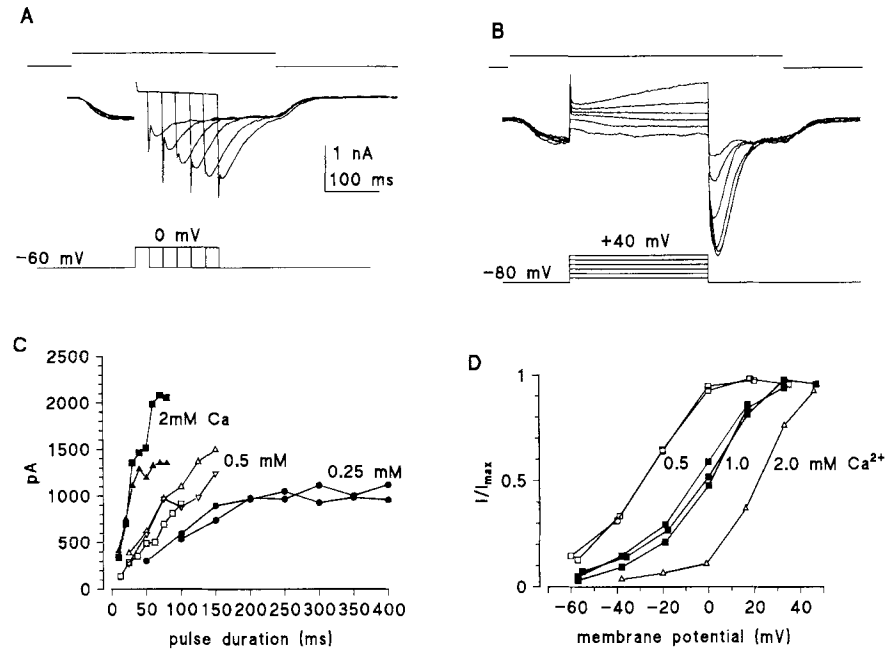 A
1 nA
100 ms
0 mV
-60 mV
B
+40 mV
-80 mV
C
pA
2500
2000
1500
1000
500
0
2mM Ca
0.5 mM
0.25 mM
0 50 100 150 200 250 300 350 400
pulse duration (ms)
D
I/Imax
1
0.5
0
0.5
1.0
2.0 mM Ca2+
-60 -40 -20 0 20 40
membrane potential (mV)